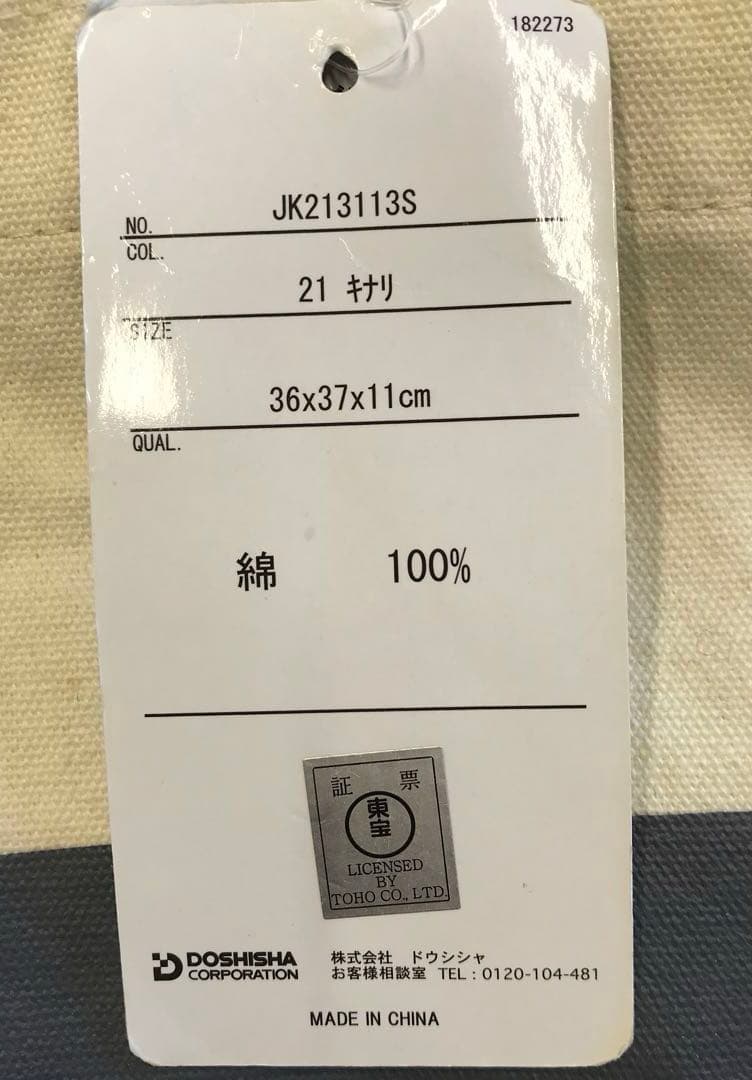 182273
NO. JK213113S
COL.
21 ｷﾅﾘ
SIZE
36x37x11cm
QUAL.
綿 100%
証 票
東宝
LICENSED
BY
TOHO CO., LTD.
DOSHISHA
CORPORATION
株式会社 ドウシシャ
お客様相談室 TEL：0120-104-481
MADE IN CHINA